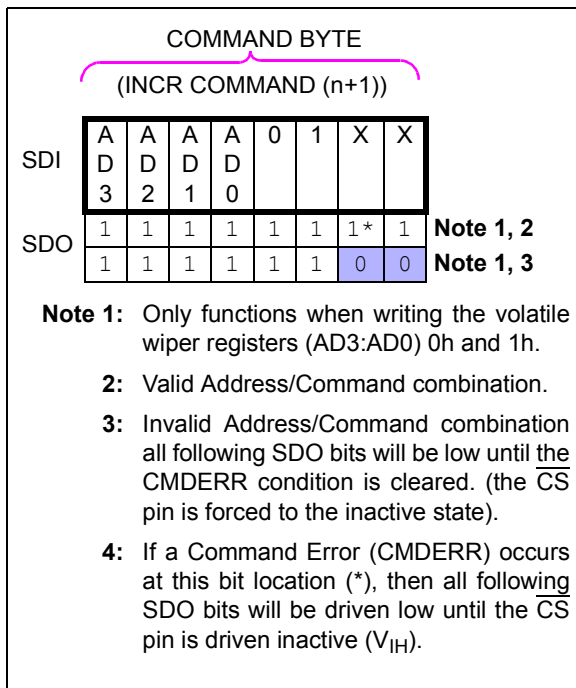 COMMAND BYTE
(INCR COMMAND (n+1))
SDI
A A A A 0 1 X X
D D D D
3 2 1 0
SDO
1 1 1 1 1 1 1* 1 Note 1, 2
1 1 1 1 1 1 0 0 Note 1, 3
Note 1: Only functions when writing the volatile
wiper registers (AD3:AD0) 0h and 1h.
2: Valid Address/Command combination.
3: Invalid Address/Command combination
all following SDO bits will be low until the
CMDERR condition is cleared. (the C̅S̅
pin is forced to the inactive state).
4: If a Command Error (CMDERR) occurs
at this bit location (*), then all following
SDO bits will be driven low until the C̅S̅
pin is driven inactive (VIH).